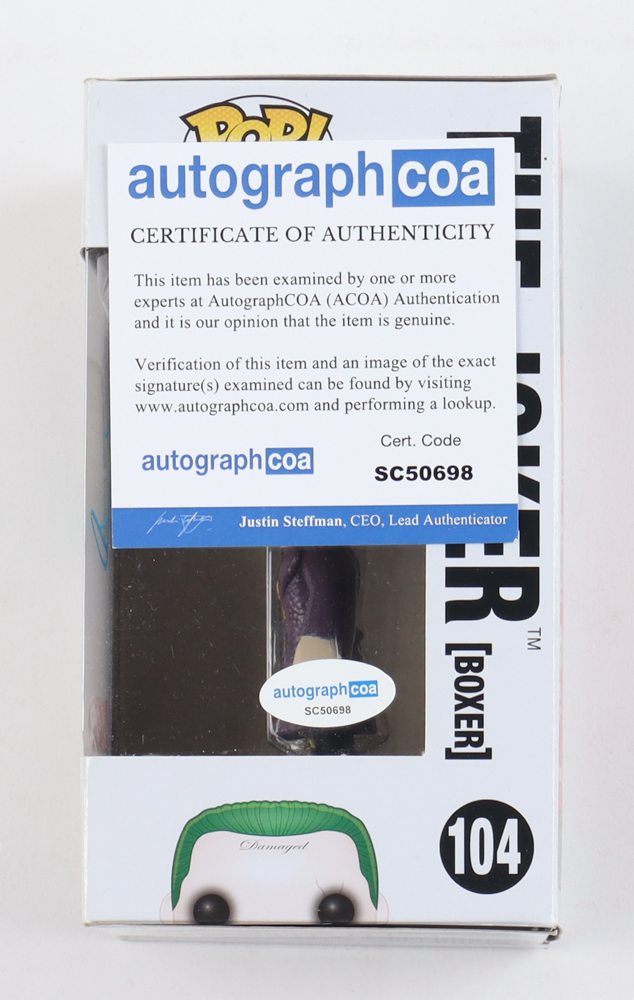 POP!
autographcoa
CERTIFICATE OF AUTHENTICITY
This item has been examined by one or more
experts at AutographCOA (ACOA) Authentication
and it is our opinion that the item is genuine.
Verification of this item and an image of the exact
signature(s) examined can be found by visiting
www.autographcoa.com and performing a lookup.
autographcoa
Cert. Code
SC50698
Justin Steffman, CEO, Lead Authenticator
THE JOKER™
[BOXER]
autographcoa
SC50698
Damaged
104